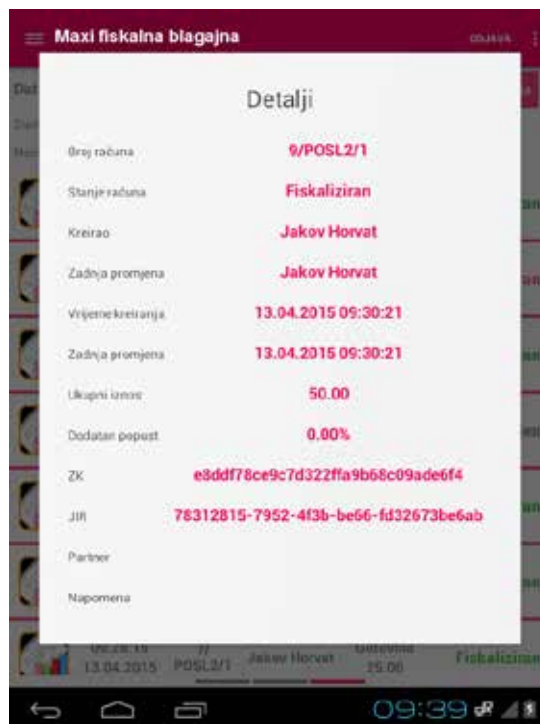 Maxi fiskalna blagajna
ODJAVA
Detalji
Broj računa 9/POSL2/1
Stanje računa Fiskaliziran
Kreirao Jakov Horvat
Zadnja promjena Jakov Horvat
Vrijeme kreiranja 13.04.2015 09:30:21
Zadnja promjena 13.04.2015 09:30:21
Ukupni iznos 50.00
Dodatan popust 0.00%
ZK e8ddf78ce9c7d322ffa9b68c09ade6f4
JIR 78312815-7952-4f3b-be66-fd32673be6ab
Partner
Napomena
13.04.2015 POSL2/1 Jakov Horvat Gotovina 25.00 Fiskaliziran
09:39